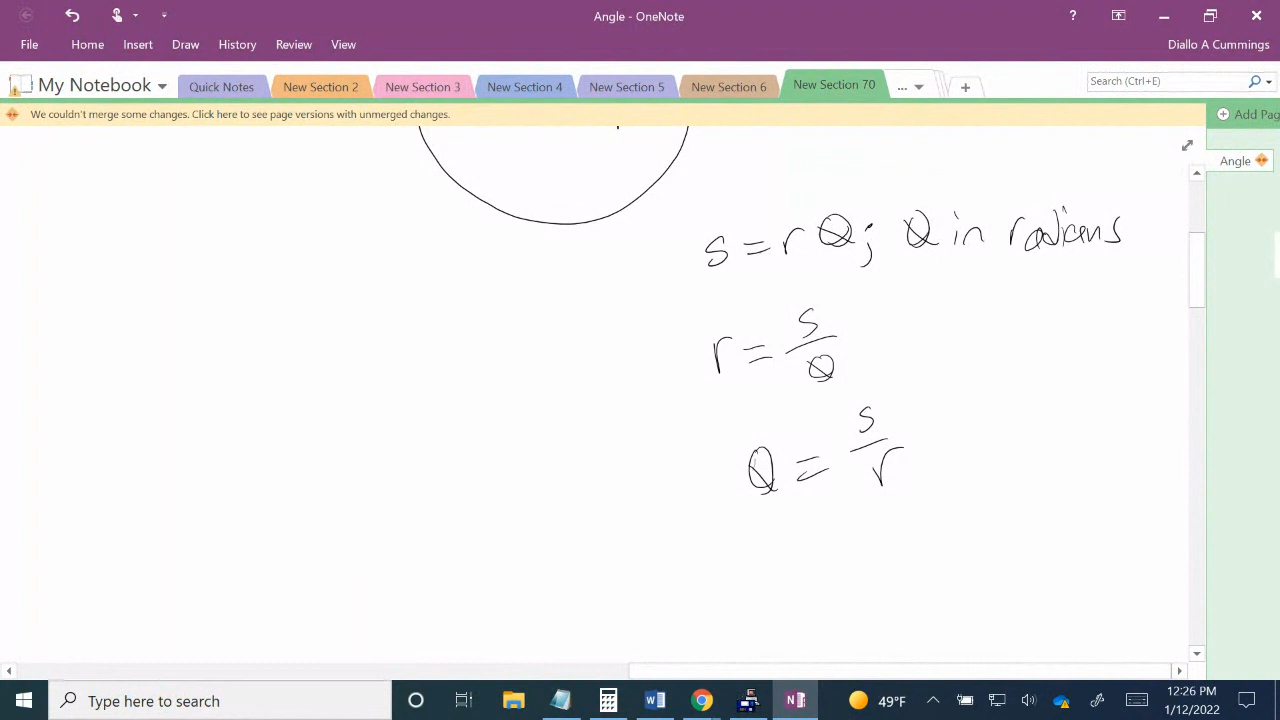 Angle - OneNote
?
File Home Insert Draw History Review View
Diallo A Cummings
My Notebook Quick Notes New Section 2 New Section 3 New Section 4 New Section 5 New Section 6 New Section 70 ... +
Search (Ctrl+E)
We couldn't merge some changes. Click here to see page versions with unmerged changes.
Add Pag
Angle
s = r θ ; θ in radians
r = s/θ
θ = s/r
Type here to search
49°F
12:26 PM
1/12/2022